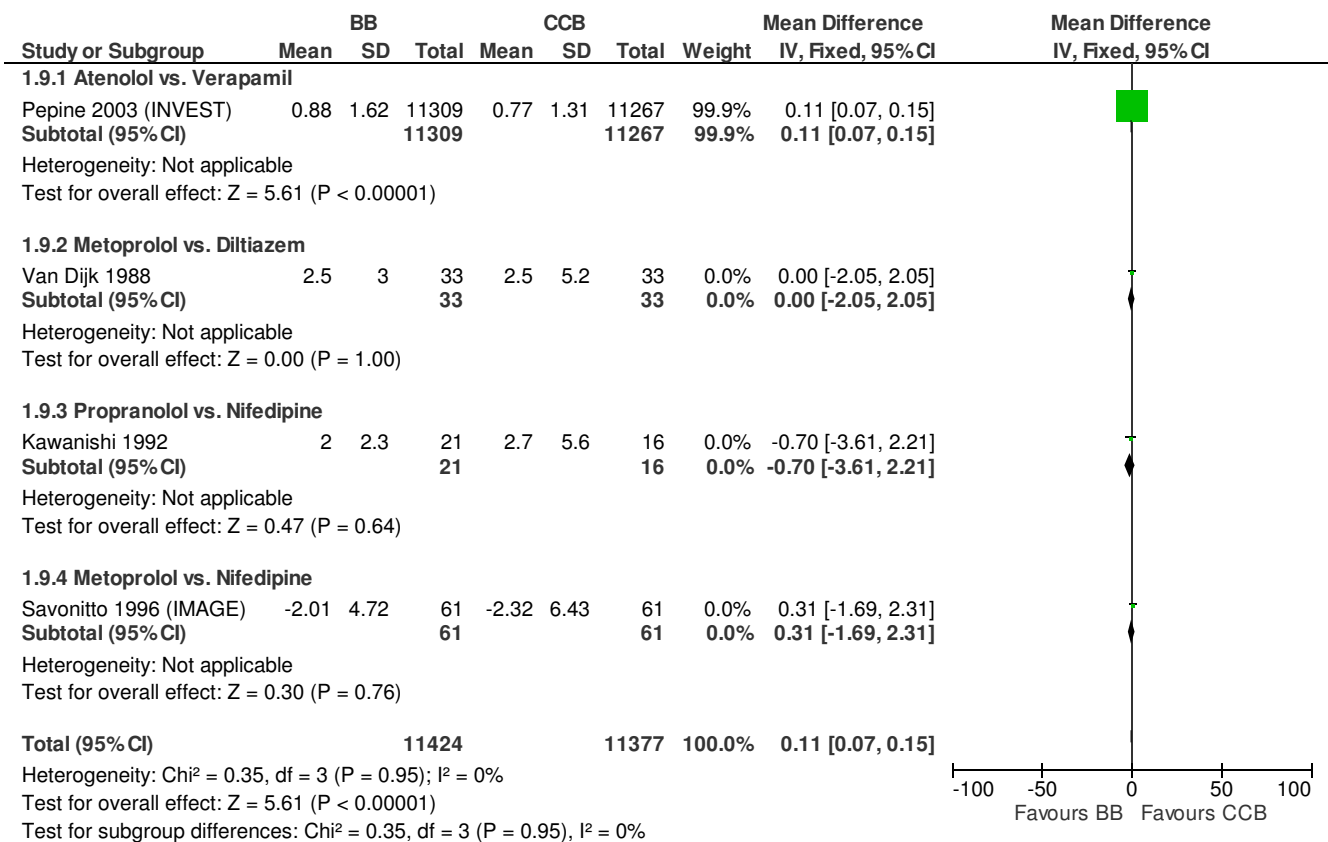 BB CCB Mean Difference Mean Difference
Study or Subgroup Mean SD Total Mean SD Total Weight IV, Fixed, 95% CI IV, Fixed, 95% CI
1.9.1 Atenolol vs. Verapamil
Pepine 2003 (INVEST) 0.88 1.62 11309 0.77 1.31 11267 99.9% 0.11 [0.07, 0.15]
Subtotal (95% CI) 11309 11267 99.9% 0.11 [0.07, 0.15]
Heterogeneity: Not applicable
Test for overall effect: Z = 5.61 (P < 0.00001)
1.9.2 Metoprolol vs. Diltiazem
Van Dijk 1988 2.5 3 33 2.5 5.2 33 0.0% 0.00 [-2.05, 2.05]
Subtotal (95% CI) 33 33 0.0% 0.00 [-2.05, 2.05]
Heterogeneity: Not applicable
Test for overall effect: Z = 0.00 (P = 1.00)
1.9.3 Propranolol vs. Nifedipine
Kawanishi 1992 2 2.3 21 2.7 5.6 16 0.0% -0.70 [-3.61, 2.21]
Subtotal (95% CI) 21 16 0.0% -0.70 [-3.61, 2.21]
Heterogeneity: Not applicable
Test for overall effect: Z = 0.47 (P = 0.64)
1.9.4 Metoprolol vs. Nifedipine
Savonitto 1996 (IMAGE) -2.01 4.72 61 -2.32 6.43 61 0.0% 0.31 [-1.69, 2.31]
Subtotal (95% CI) 61 61 0.0% 0.31 [-1.69, 2.31]
Heterogeneity: Not applicable
Test for overall effect: Z = 0.30 (P = 0.76)
Total (95% CI) 11424 11377 100.0% 0.11 [0.07, 0.15]
Heterogeneity: Chi² = 0.35, df = 3 (P = 0.95); I² = 0%
Test for overall effect: Z = 5.61 (P < 0.00001)
Test for subgroup differences: Chi² = 0.35, df = 3 (P = 0.95), I² = 0%
-100 -50 0 50 100
Favours BB Favours CCB